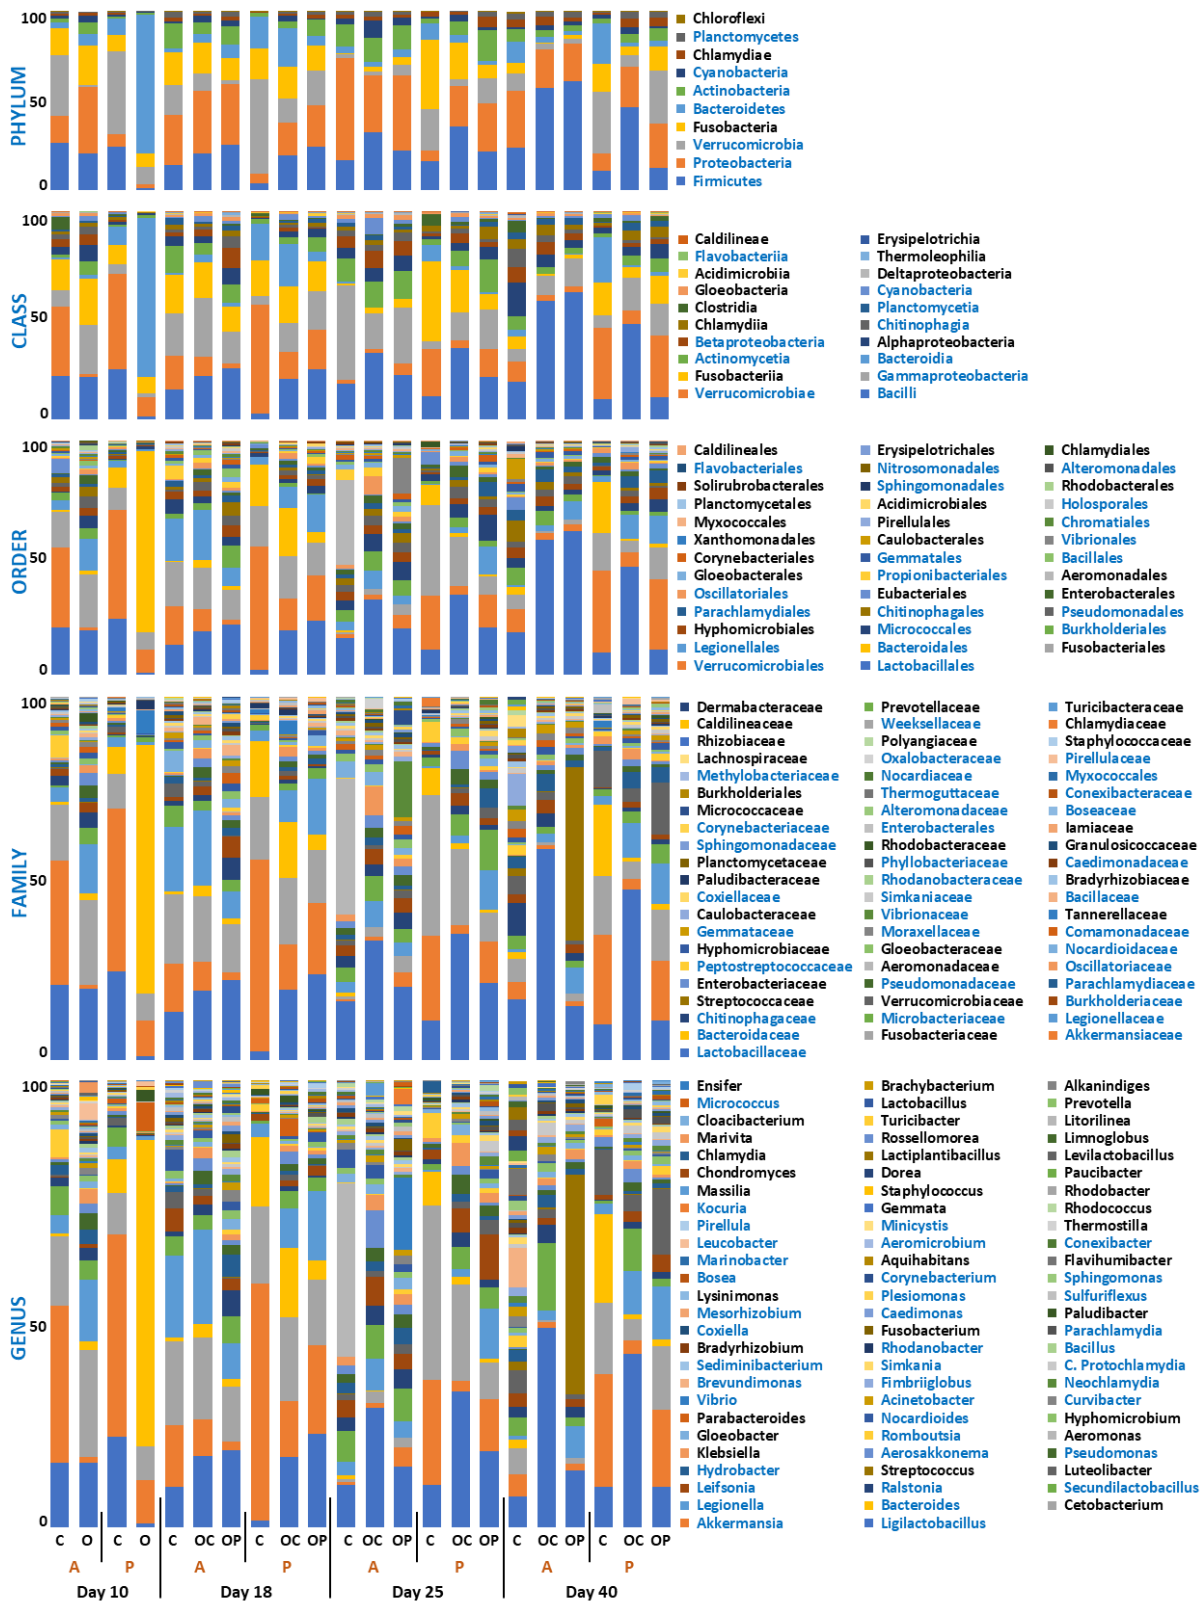 PHYLUM
100
50
0
Chloroflexi
Planctomycetes
Chlamydiae
Cyanobacteria
Actinobacteria
Bacteroidetes
Fusobacteria
Verrucomicrobia
Proteobacteria
Firmicutes
CLASS
100
50
0
Caldilineae Erysipelotrichia
Flavobacteriia Thermoleophilia
Acidimicrobiia Deltaproteobacteria
Gloeobacteria Cyanobacteria
Clostridia Planctomycetia
Chlamydiia Chitinophagia
Betaproteobacteria Alphaproteobacteria
Actinomycetia Bacteroidia
Fusobacteriia Gammaproteobacteria
Verrucomicrobiae Bacilli
ORDER
100
50
0
Caldilineales Erysipelotrichales Chlamydiales
Flavobacteriales Nitrosomonadales Alteromonadales
Solirubrobacterales Sphingomonadales Rhodobacterales
Planctomycetales Acidimicrobiales Holosporales
Myxococcales Pirellulales Chromatiales
Xanthomonadales Caulobacterales Vibrionales
Corynebacteriales Gemmatales Bacillales
Gloeobacterales Propionibacteriales Aeromonadales
Oscillatoriales Eubacteriales Enterobacterales
Parachlamydiales Chitinophagales Pseudomonadales
Hyphomicrobiales Micrococcales Burkholderiales
Legionellales Bacteroidales Fusobacteriales
Verrucomicrobiales Lactobacillales
FAMILY
100
50
0
Dermabacteraceae Prevotellaceae Turicibacteraceae
Caldilineaceae Weeksellaceae Chlamydiaceae
Rhizobiaceae Polyangiaceae Staphylococcaceae
Lachnospiraceae Oxalobacteraceae Pirellulaceae
Methylobacteriaceae Nocardiaceae Myxococcales
Burkholderiales Thermoguttaceae Conexibacteraceae
Micrococcaceae Alteromonadaceae Boseaceae
Corynebacteriaceae Enterobacterales Iamiaceae
Sphingomonadaceae Rhodobacteraceae Granulosicoccaceae
Planctomycetaceae Phyllobacteriaceae Caedimonadaceae
Paludibacteraceae Rhodanobacteraceae Bradyrhizobiaceae
Coxiellaceae Simkaniaceae Bacillaceae
Caulobacteraceae Vibrionaceae Tannerellaceae
Gemmataceae Moraxellaceae Comamonadaceae
Hyphomicrobiaceae Gloeobacteraceae Nocardioidaceae
Peptostreptococcaceae Aeromonadaceae Oscillatoriaceae
Enterobacteriaceae Pseudomonadaceae Parachlamydiaceae
Streptococcaceae Verrucomicrobiaceae Burkholderiaceae
Chitinophagaceae Microbacteriaceae Legionellaceae
Bacteroidaceae Fusobacteriaceae Akkermansiaceae
Lactobacillaceae
GENUS
100
50
0
Ensifer Brachybacterium Alkanindiges
Micrococcus Lactobacillus Prevotella
Cloacibacterium Turicibacter Litorilinea
Marivita Rossellomorea Limnoglobus
Chlamydia Lactiplantibacillus Levilactobacillus
Chondromyces Dorea Paucibacter
Massilia Staphylococcus Rhodobacter
Kocuria Gemmata Rhodococcus
Pirellula Minicystis Thermostilla
Leucobacter Aeromicrobium Conexibacter
Marinobacter Aquihabitans Flavihumibacter
Bosea Corynebacterium Sphingomonas
Lysinimonas Plesiomonas Sulfuriflexus
Mesorhizobium Caedimonas Paludibacter
Coxiella Fusobacterium Parachlamydia
Bradyrhizobium Rhodanobacter Bacillus
Sediminibacterium Simkania C. Protochlamydia
Brevundimonas Fimbriiglobus Neochlamydia
Vibrio Acinetobacter Curvibacter
Parabacteroides Nocardioides Hyphomicrobium
Gloeobacter Romboutsia Aeromonas
Klebsiella Aerosakkonema Pseudomonas
Hydrobacter Streptococcus Luteolibacter
Leifsonia Ralstonia Secundilactobacillus
Legionella Bacteroides Cetobacterium
Akkermansia Ligilactobacillus
C O C O C OC OP C OC OP C OC OP C OC OP C OC OP C OC OP
A P A P A P A P
Day 10 Day 18 Day 25 Day 40